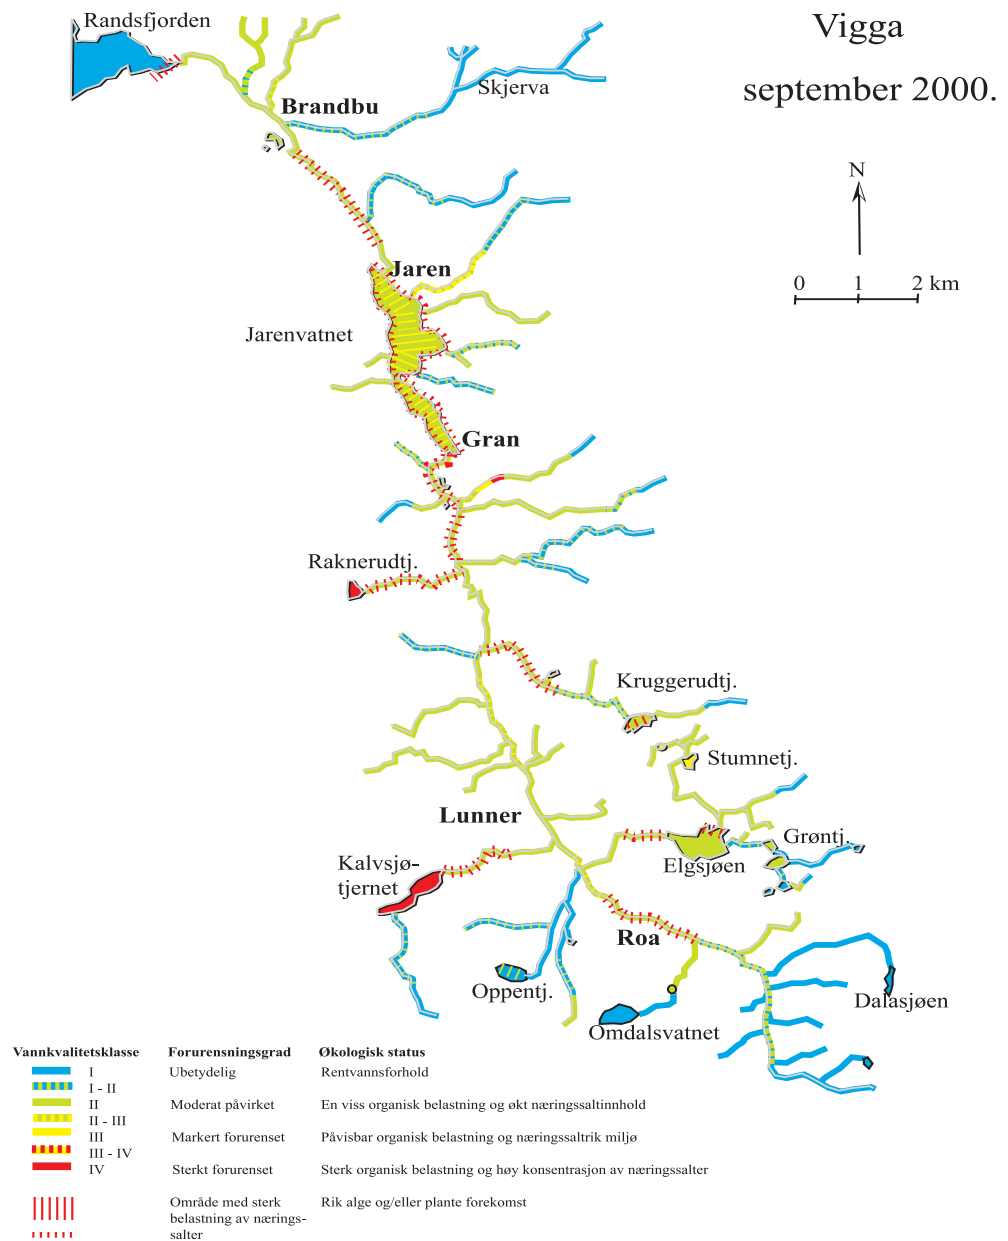 Randsfjorden
Vigga
september 2000.
Skjerva
Brandbu
N
Jaren
0 1 2 km
Jarenvatnet
Gran
Raknerudtj.
Kruggerudtj.
Stumnetj.
Lunner
Grøntj.
Kalvsjø-
tjernet
Elgsjøen
Roa
Oppentj.
Dalasjøen
Omdalsvatnet
Vannkvalitetsklasse Forurensningsgrad Økologisk status
I Ubetydelig Rentvannsforhold
I - II
II Moderat påvirket En viss organisk belastning og økt næringssaltinnhold
II - III
III Markert forurenset Påvisbar organisk belastning og næringssaltrik miljø
III - IV
IV Sterkt forurenset Sterk organisk belastning og høy konsentrasjon av næringssalter
Område med sterk Rik alge og/eller plante forekomst
belastning av nærings-
salter